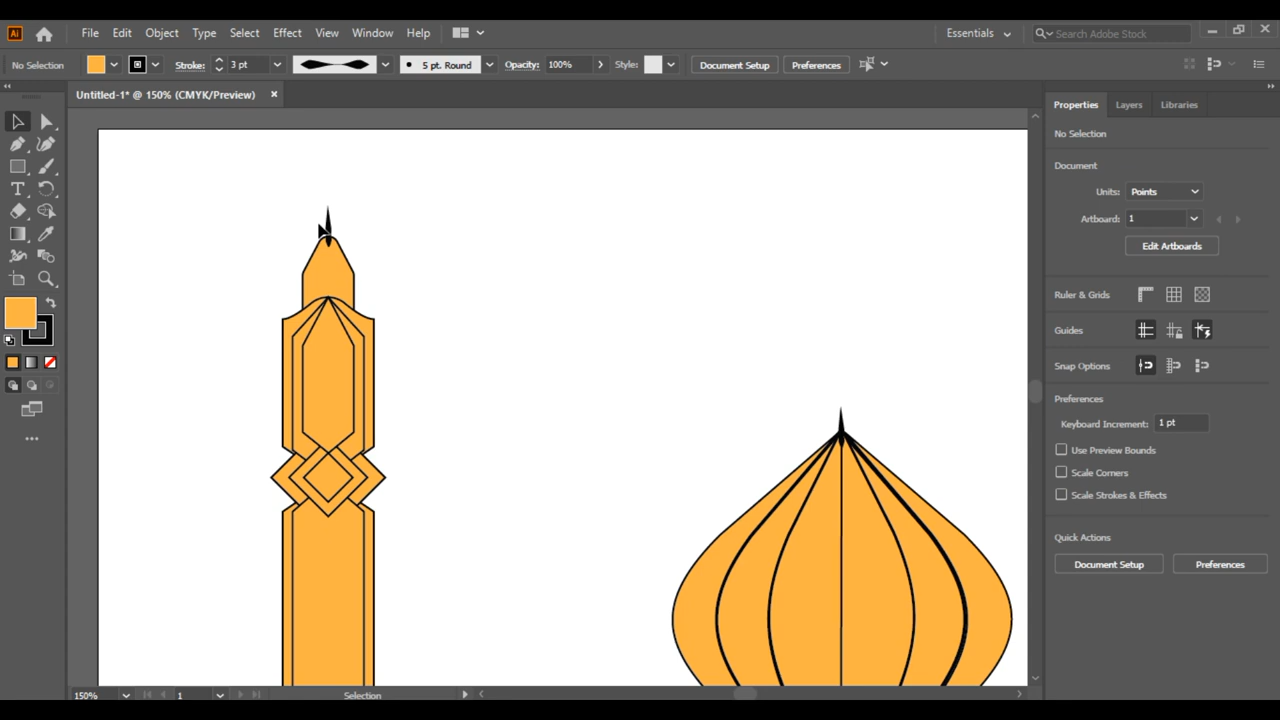 Ai File Edit Object Type Select Effect View Window Help Essentials Search Adobe Stock
No Selection Stroke: 3 pt 5 pt. Round Opacity: 100% Style: Document Setup Preferences
Untitled-1* @ 150% (CMYK/Preview)
Properties Layers Libraries
No Selection
Document
Units: Points
Artboard: 1
Edit Artboards
Ruler & Grids
Guides
Snap Options
Preferences
Keyboard Increment: 1 pt
Use Preview Bounds
Scale Corners
Scale Strokes & Effects
Quick Actions
Document Setup Preferences
150% 1 Selection